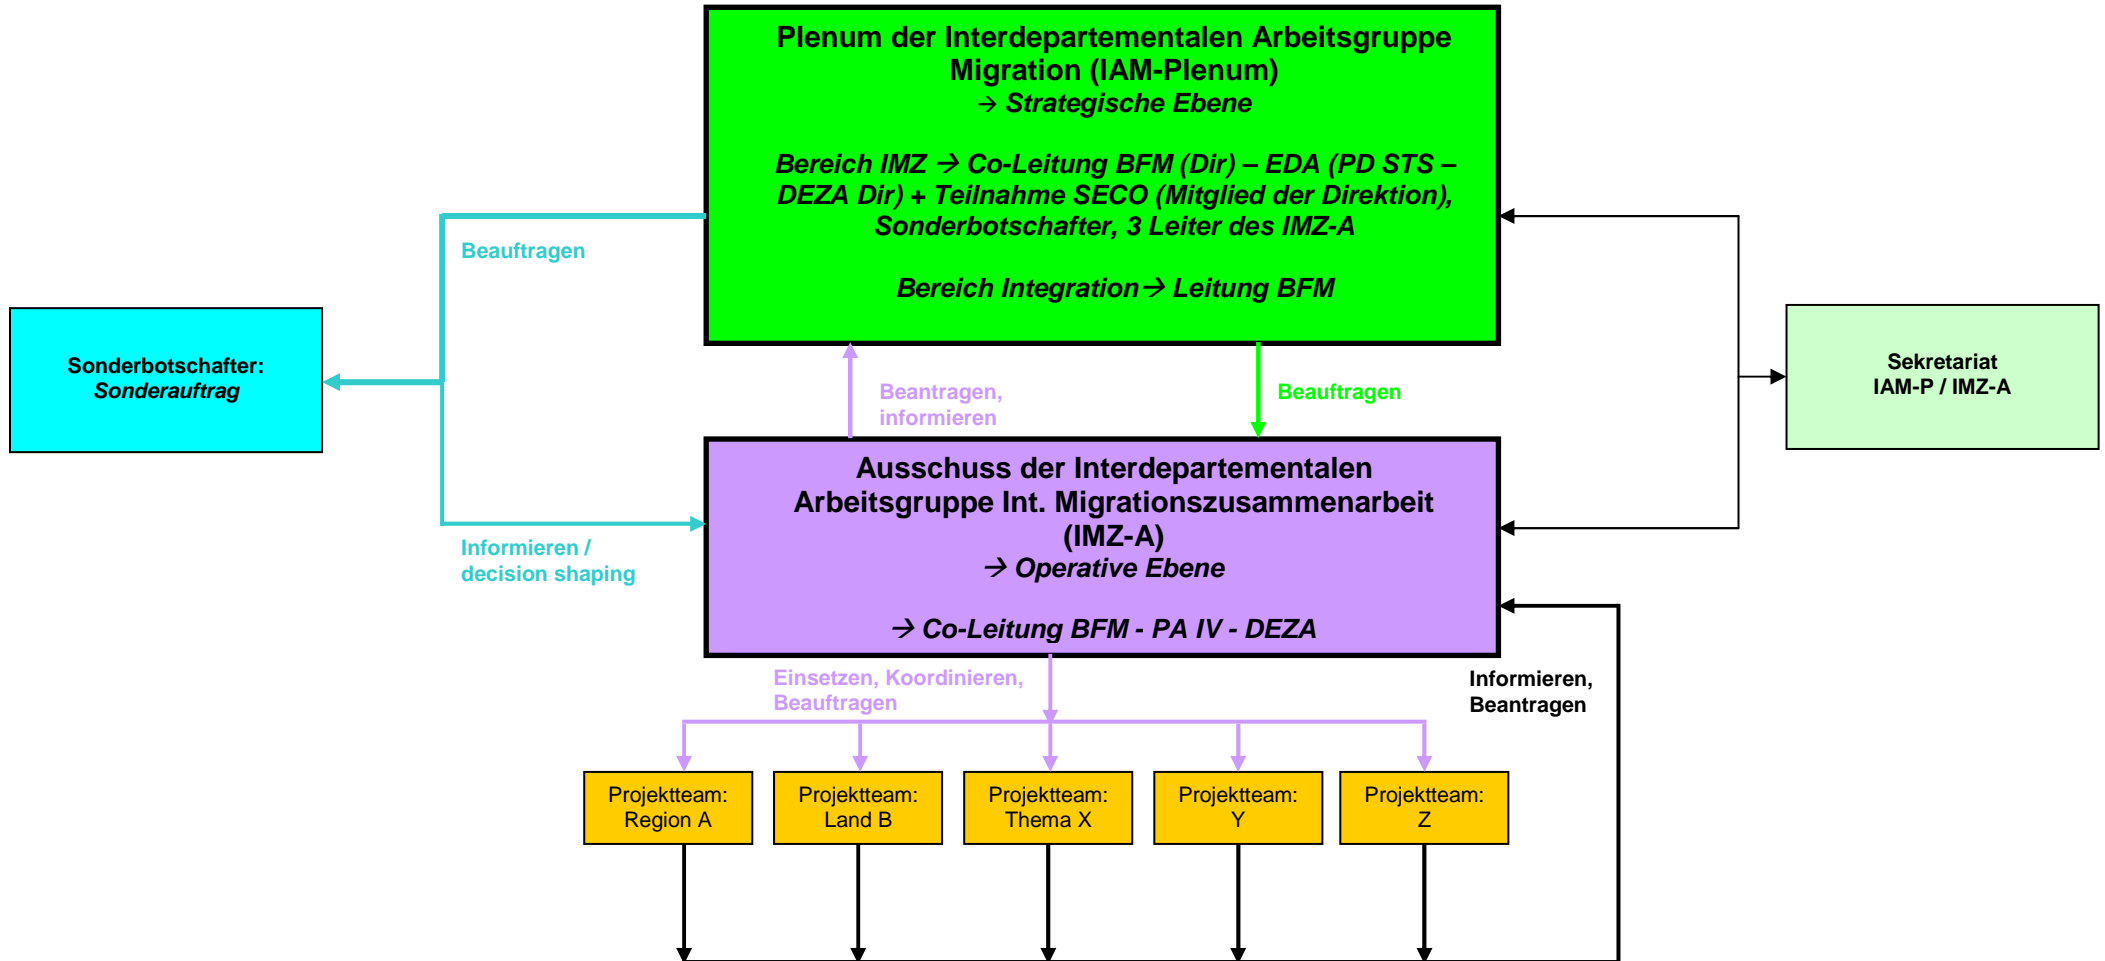 Plenum der Interdepartementalen Arbeitsgruppe
Migration (IAM-Plenum)
→ Strategische Ebene
Bereich IMZ → Co-Leitung BFM (Dir) – EDA (PD STS –
DEZA Dir) + Teilnahme SECO (Mitglied der Direktion),
Sonderbotschafter, 3 Leiter des IMZ-A
Bereich Integration→ Leitung BFM
Beauftragen
Sonderbotschafter:
Sonderauftrag
Sekretariat
IAM-P / IMZ-A
Beantragen,
informieren
Beauftragen
Ausschuss der Interdepartementalen
Arbeitsgruppe Int. Migrationszusammenarbeit
(IMZ-A)
→ Operative Ebene
→ Co-Leitung BFM - PA IV - DEZA
Informieren /
decision shaping
Einsetzen, Koordinieren,
Beauftragen
Informieren,
Beantragen
Projektteam:
Region A
Projektteam:
Land B
Projektteam:
Thema X
Projektteam:
Y
Projektteam:
Z